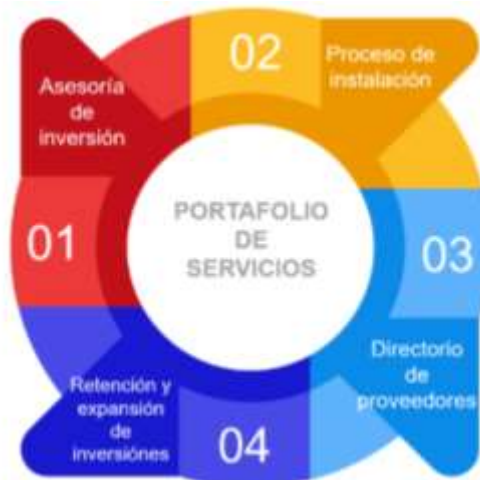 PORTAFOLIO
DE
SERVICIOS
01
Asesoría
de
inversión
02
Proceso de
instalación
03
Directorio
de
proveedores
04
Retención y
expansión
de
inversiónes